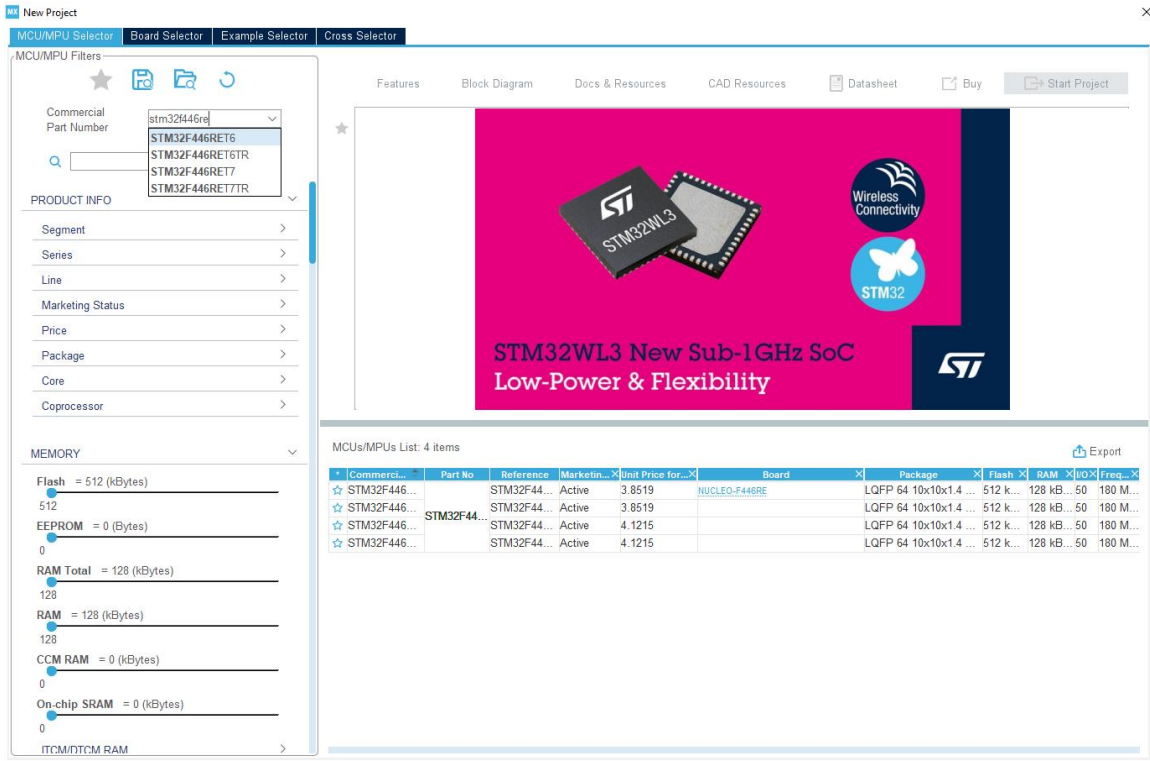 MX New Project
MCU/MPU Selector Board Selector Example Selector Cross Selector
MCU/MPU Filters
Features Block Diagram Docs & Resources CAD Resources Datasheet Buy Start Project
Commercial
Part Number
stm32f446re
STM32F446RET6
STM32F446RET6TR
STM32F446RET7
STM32F446RET7TR
PRODUCT INFO
Segment
Series
Line
Marketing Status
Price
Package
Core
Coprocessor
MEMORY
Flash = 512 (kBytes)
512
EEPROM = 0 (Bytes)
0
RAM Total = 128 (kBytes)
128
RAM = 128 (kBytes)
128
CCM RAM = 0 (kBytes)
0
On-chip SRAM = 0 (kBytes)
0
ITCM/DTCM RAM
ST
STM32WL3
Wireless
Connectivity
STM32
STM32WL3 New Sub-1GHz SoC
Low-Power & Flexibility
ST
MCUs/MPUs List: 4 items
Export
* Commerci... Part No Reference Marketin... X Unit Price for... X Board X Package X Flash X RAM X I/O X Freq... X
STM32F446... STM32F44... STM32F44... Active 3.8519 NUCLEO-F446RE LQFP 64 10x10x1.4 ... 512 k... 128 kB... 50 180 M...
STM32F446... STM32F44... Active 3.8519 LQFP 64 10x10x1.4 ... 512 k... 128 kB... 50 180 M...
STM32F446... STM32F44... Active 4.1215 LQFP 64 10x10x1.4 ... 512 k... 128 kB... 50 180 M...
STM32F446... STM32F44... Active 4.1215 LQFP 64 10x10x1.4 ... 512 k... 128 kB... 50 180 M...